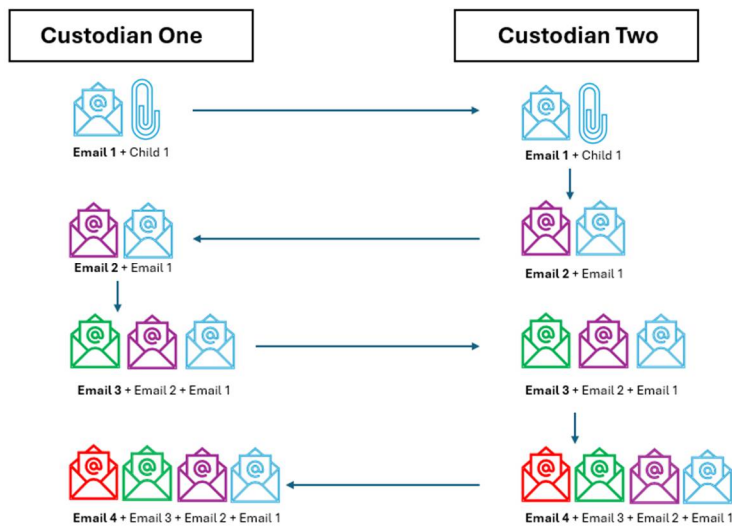 Custodian One
Custodian Two
@
@
Email 1 + Child 1
Email 1 + Child 1
@ @
@ @
Email 2 + Email 1
Email 2 + Email 1
@ @ @
@ @ @
Email 3 + Email 2 + Email 1
Email 3 + Email 2 + Email 1
@ @ @ @
@ @ @ @
Email 4 + Email 3 + Email 2 + Email 1
Email 4 + Email 3 + Email 2 + Email 1